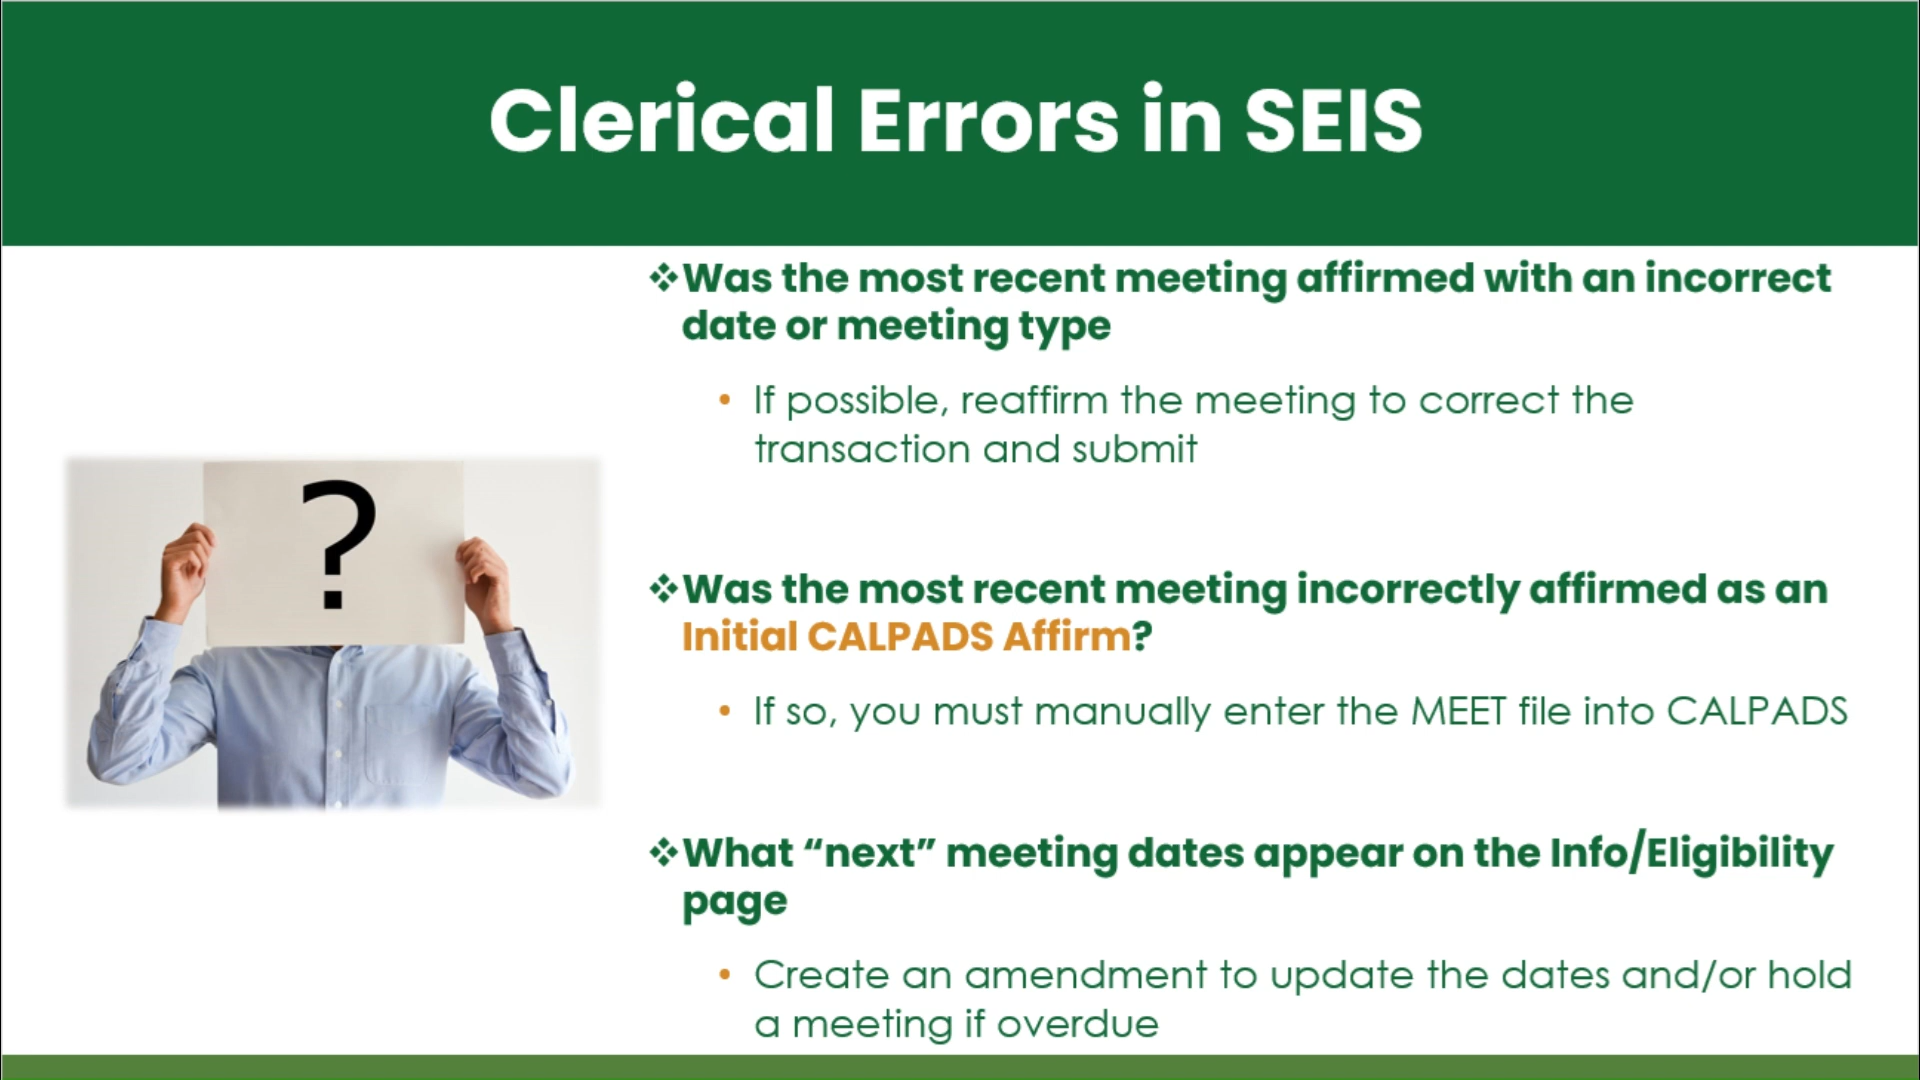 Clerical Errors in SEIS
❖Was the most recent meeting affirmed with an incorrect
date or meeting type
• If possible, reaffirm the meeting to correct the
transaction and submit
?
❖Was the most recent meeting incorrectly affirmed as an
Initial CALPADS Affirm?
• If so, you must manually enter the MEET file into CALPADS
❖What “next” meeting dates appear on the Info/Eligibility
page
• Create an amendment to update the dates and/or hold
a meeting if overdue